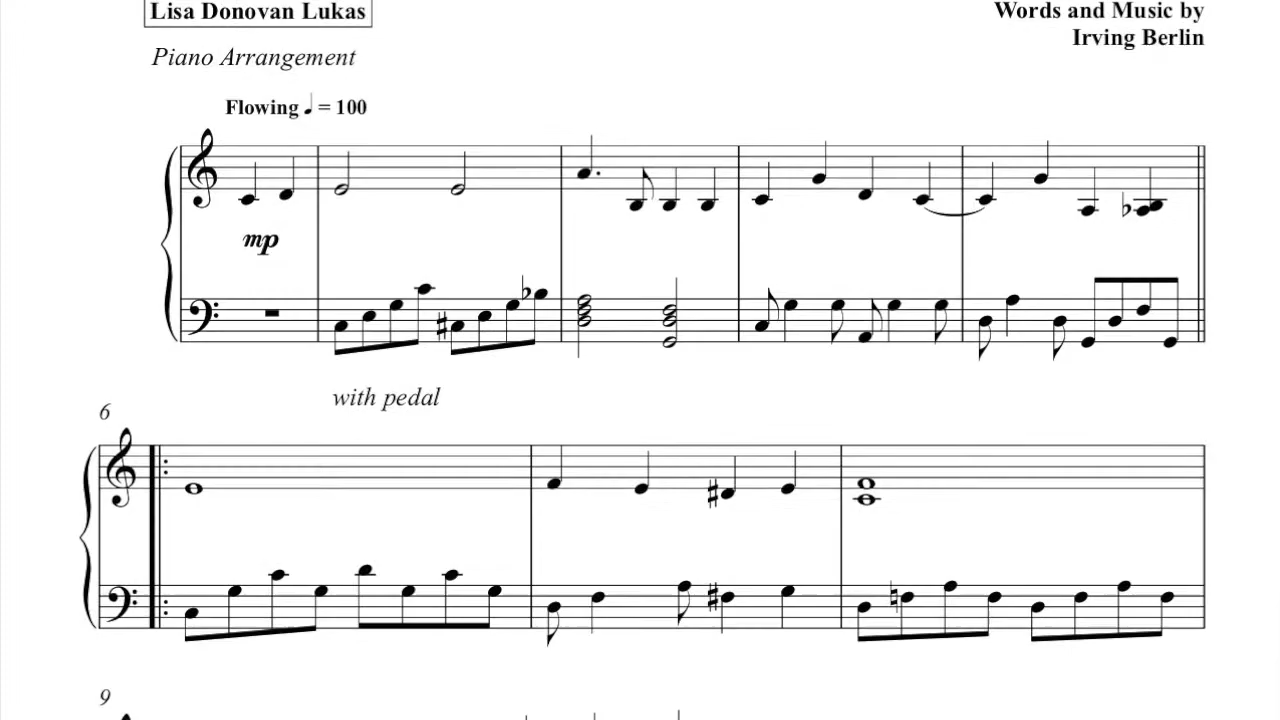 Lisa Donovan Lukas
Words and Music by
Irving Berlin
Piano Arrangement
Flowing ♩ = 100
mp
with pedal
6
9